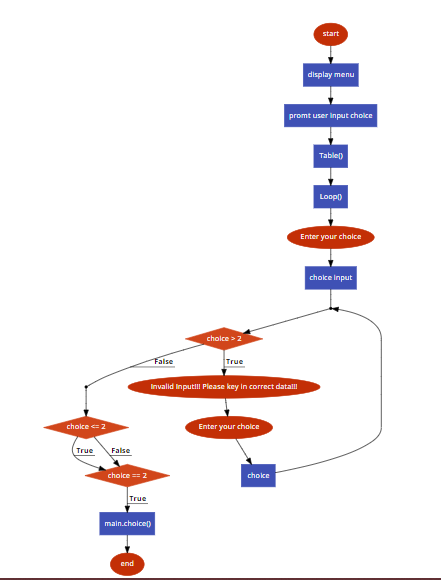 start
display menu
promt user input choice
Table()
Loop()
Enter your choice
choice input
choice > 2
False
True
Invalid Input!!! Please key in correct data!!!
Enter your choice
choice <= 2
True
False
choice == 2
choice
True
main.choice()
end